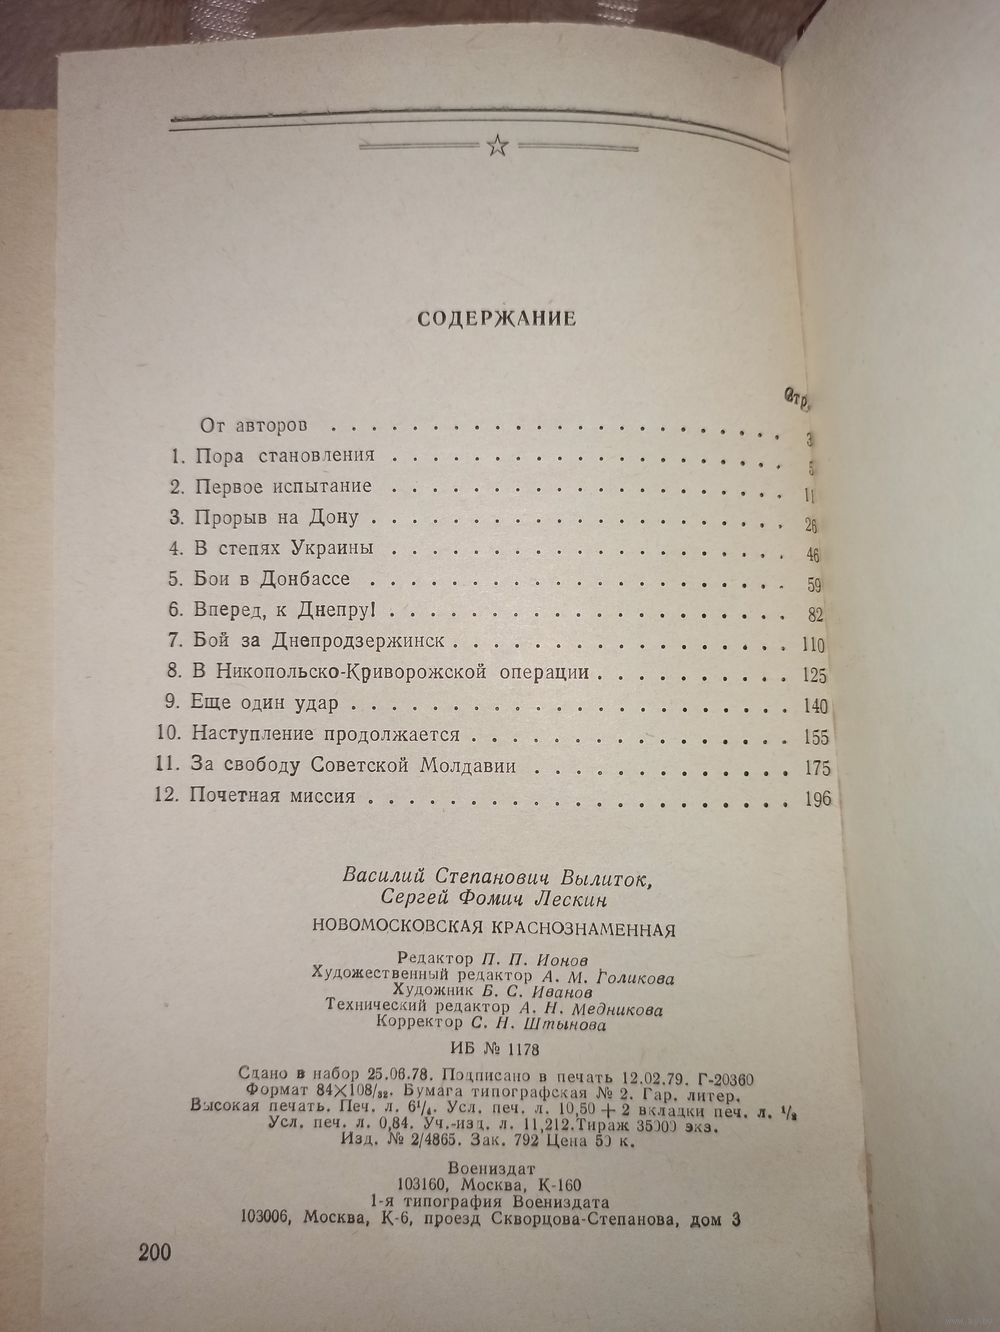 СОДЕРЖАНИЕ
Стр.
От авторов . . . . . . . . . . . . . . . . . . . . . . . 3
1. Пора становления . . . . . . . . . . . . . . . . . . . . 5
2. Первое испытание . . . . . . . . . . . . . . . . . . . . 11
3. Прорыв на Дону . . . . . . . . . . . . . . . . . . . . . 26
4. В степях Украины . . . . . . . . . . . . . . . . . . . . 46
5. Бои в Донбассе . . . . . . . . . . . . . . . . . . . . . 59
6. Вперед, к Днепру! . . . . . . . . . . . . . . . . . . . . 82
7. Бой за Днепродзержинск . . . . . . . . . . . . . . . . . 110
8. В Никопольско-Криворожской операции . . . . . . . . . . 125
9. Еще один удар . . . . . . . . . . . . . . . . . . . . . . 140
10. Наступление продолжается . . . . . . . . . . . . . . . . 155
11. За свободу Советской Молдавии . . . . . . . . . . . . . 175
12. Почетная миссия . . . . . . . . . . . . . . . . . . . . . 196
Василий Степанович Вылиток,
Сергей Фомич Лескин
НОВОМОСКОВСКАЯ КРАСНОЗНАМЕННАЯ
Редактор П. П. Ионов
Художественный редактор А. М. Голикова
Художник Б. С. Иванов
Технический редактор А. Н. Медникова
Корректор С. Н. Штынова
ИБ № 1178
Сдано в набор 25.06.78. Подписано в печать 12.02.79. Г-20360
Формат 84×108/32. Бумага типографская № 2. Гар. литер.
Высокая печать. Печ. л. 6¼. Усл. печ. л. 10,50 + 2 вкладки печ. л. ½
Усл. печ. л. 0,84. Уч.-изд. л. 11,212. Тираж 35000 экз.
Изд. № 2/4865. Зак. 792 Цена 50 к.
Воениздат
103160, Москва, К-160
1-я типография Воениздата
103006, Москва, К-6, проезд Скворцова-Степанова, дом 3
200